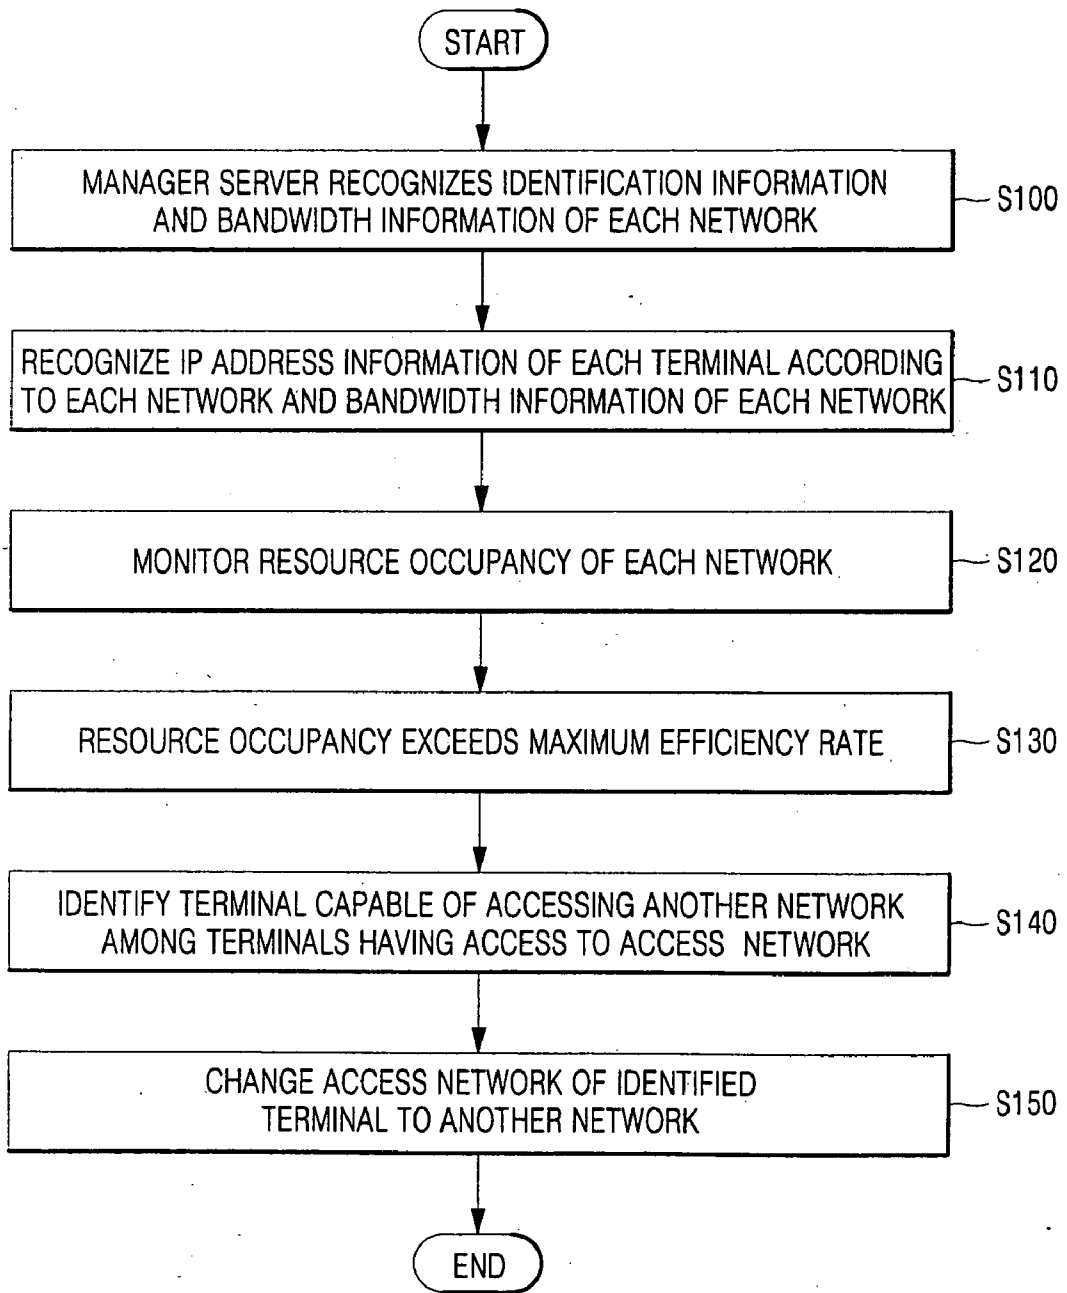 START
MANAGER SERVER RECOGNIZES IDENTIFICATION INFORMATION
AND BANDWIDTH INFORMATION OF EACH NETWORK
S100
RECOGNIZE IP ADDRESS INFORMATION OF EACH TERMINAL ACCORDING
TO EACH NETWORK AND BANDWIDTH INFORMATION OF EACH NETWORK
S110
MONITOR RESOURCE OCCUPANCY OF EACH NETWORK
S120
RESOURCE OCCUPANCY EXCEEDS MAXIMUM EFFICIENCY RATE
S130
IDENTIFY TERMINAL CAPABLE OF ACCESSING ANOTHER NETWORK
AMONG TERMINALS HAVING ACCESS TO ACCESS NETWORK
S140
CHANGE ACCESS NETWORK OF IDENTIFIED
TERMINAL TO ANOTHER NETWORK
S150
END